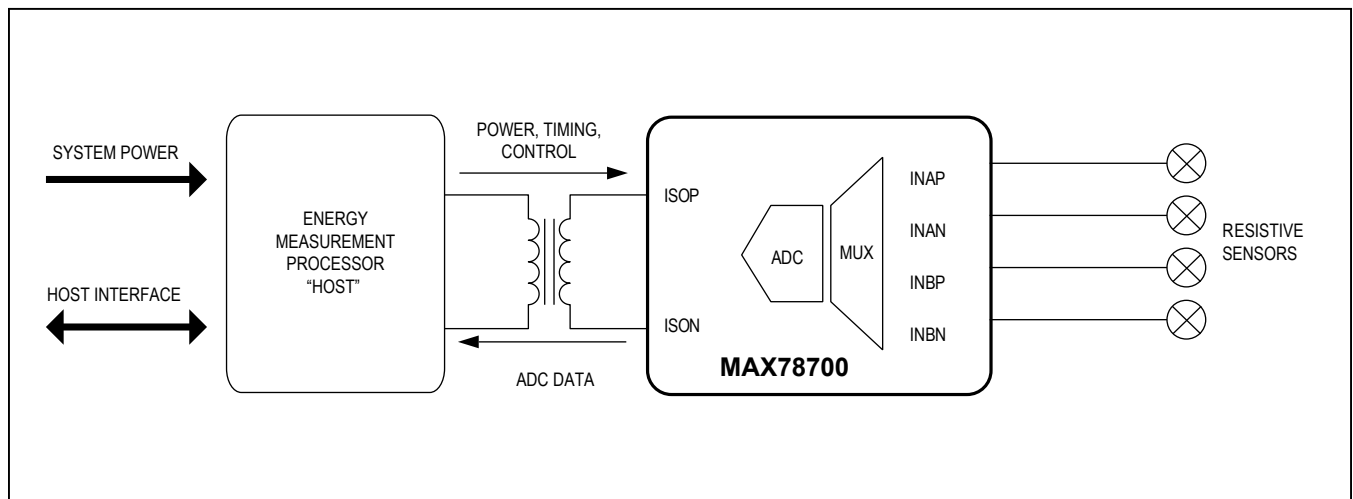 SYSTEM POWER
HOST INTERFACE
ENERGY
MEASUREMENT
PROCESSOR
“HOST”
POWER, TIMING,
CONTROL
ADC DATA
ISOP
ISON
ADC
MUX
INAP
INAN
INBP
INBN
MAX78700
RESISTIVE
SENSORS